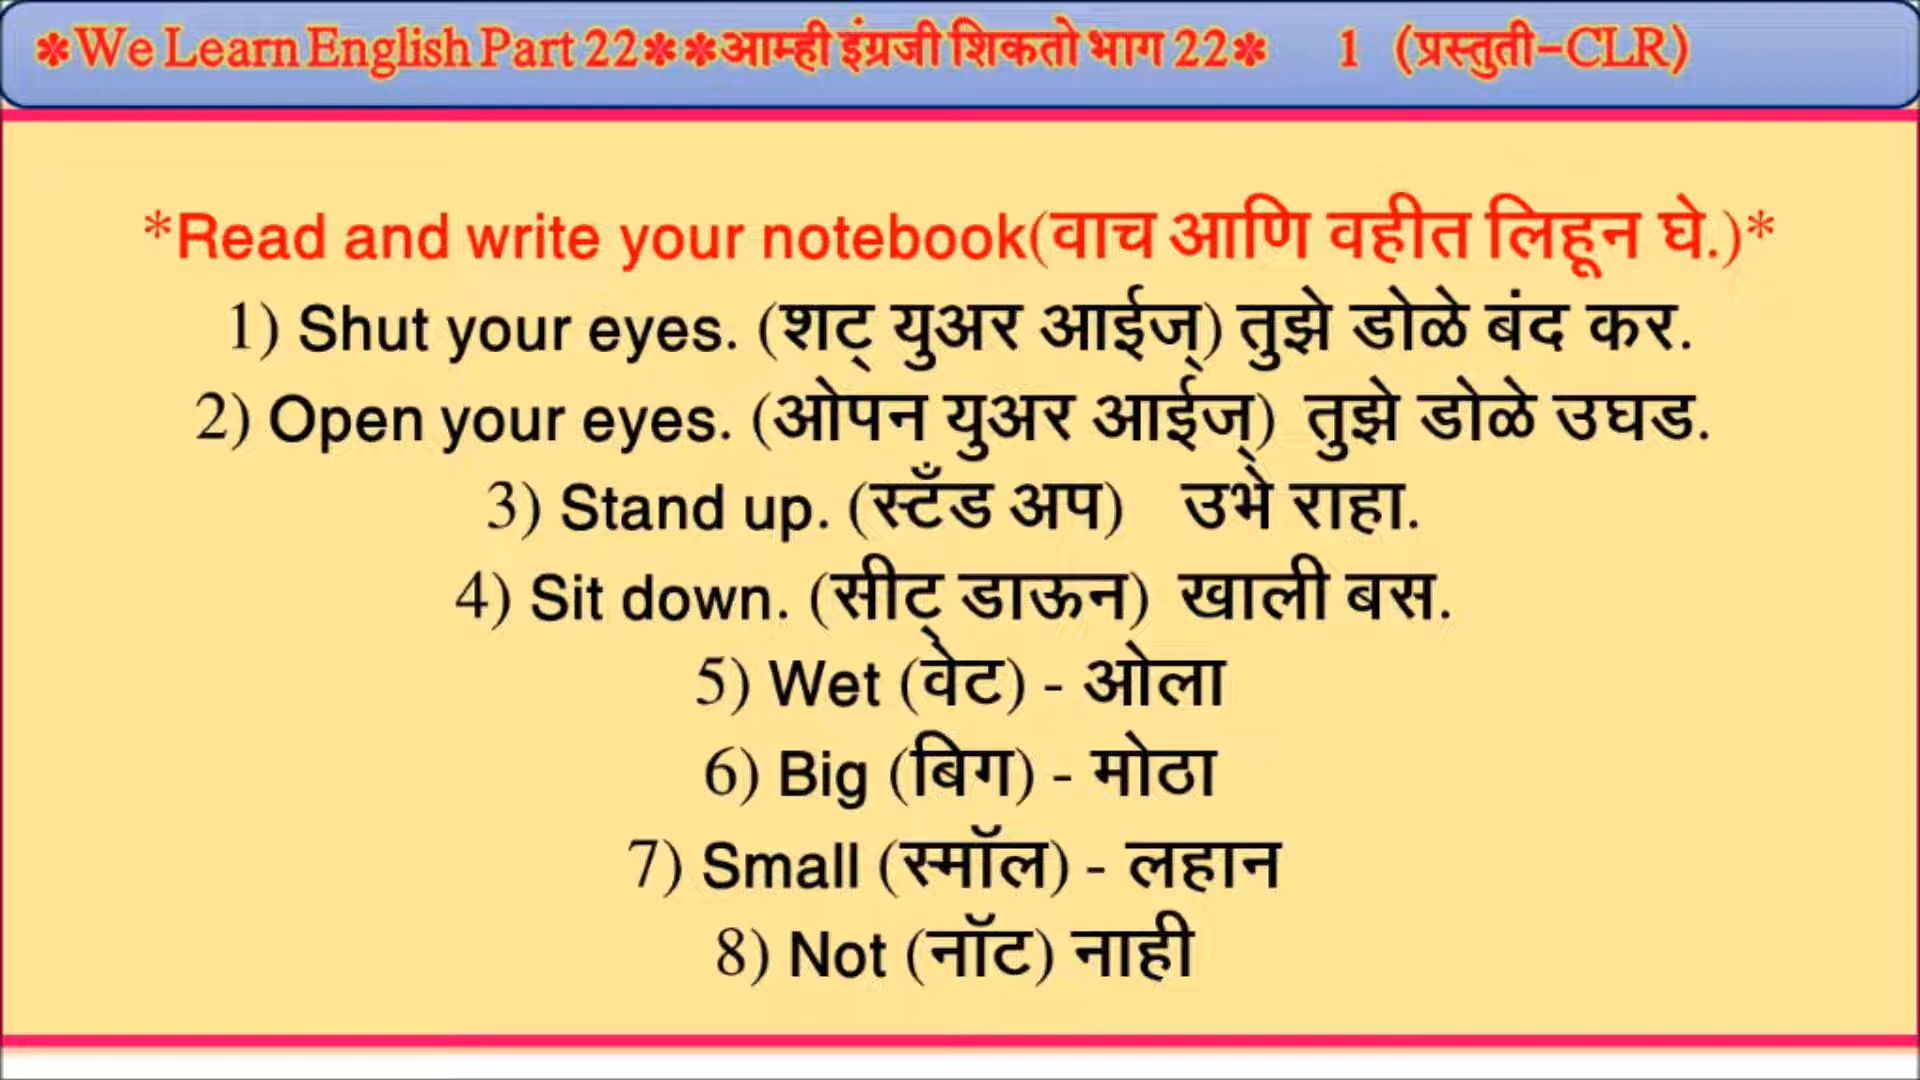 *We Learn English Part 22**आम्ही इंग्रजी शिकतो भाग 22* 1 (प्रस्तुती-CLR)
*Read and write your notebook(वाच आणि वहीत लिहून घे.)*
1) Shut your eyes. (शट् युअर आईज्) तुझे डोळे बंद कर.
2) Open your eyes. (ओपन युअर आईज्) तुझे डोळे उघड.
3) Stand up. (स्टँड अप) उभे राहा.
4) Sit down. (सीट् डाऊन) खाली बस.
5) Wet (वेट) - ओला
6) Big (बिग) - मोठा
7) Small (स्मॉल) - लहान
8) Not (नॉट) नाही